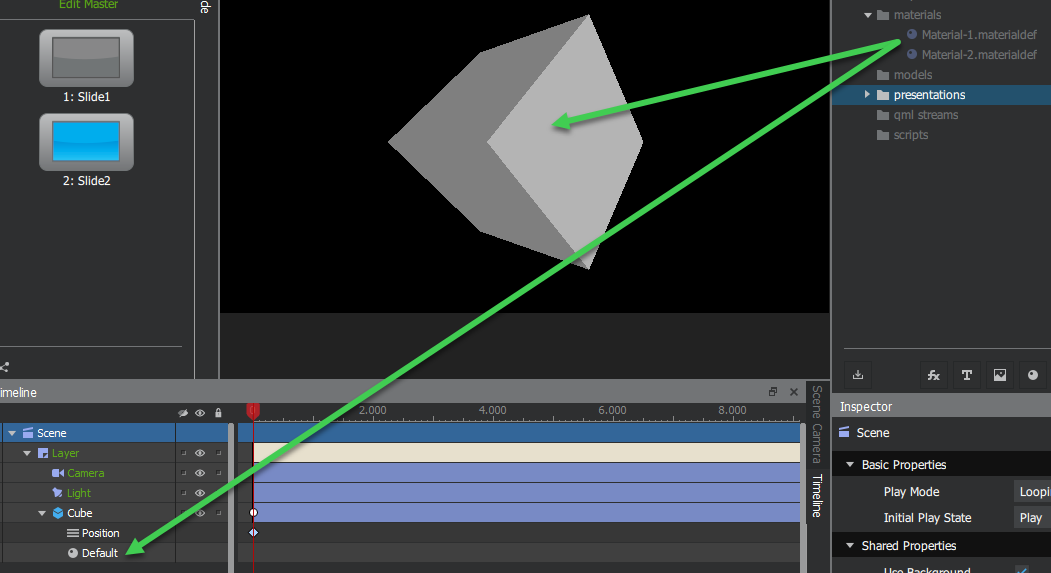 Edit Master
de
1: Slide1
2: Slide2
materials
Material-1.materialdef
Material-2.materialdef
models
presentations
qml streams
scripts
fx
T
Inspector
Scene
Basic Properties
Play Mode
Loopi
Initial Play State
Play
Shared Properties
Use Background
imeline
0
2.000
4.000
6.000
8.000
Scene
Layer
Camera
Light
Cube
Position
Default
Scene Camera
Timeline